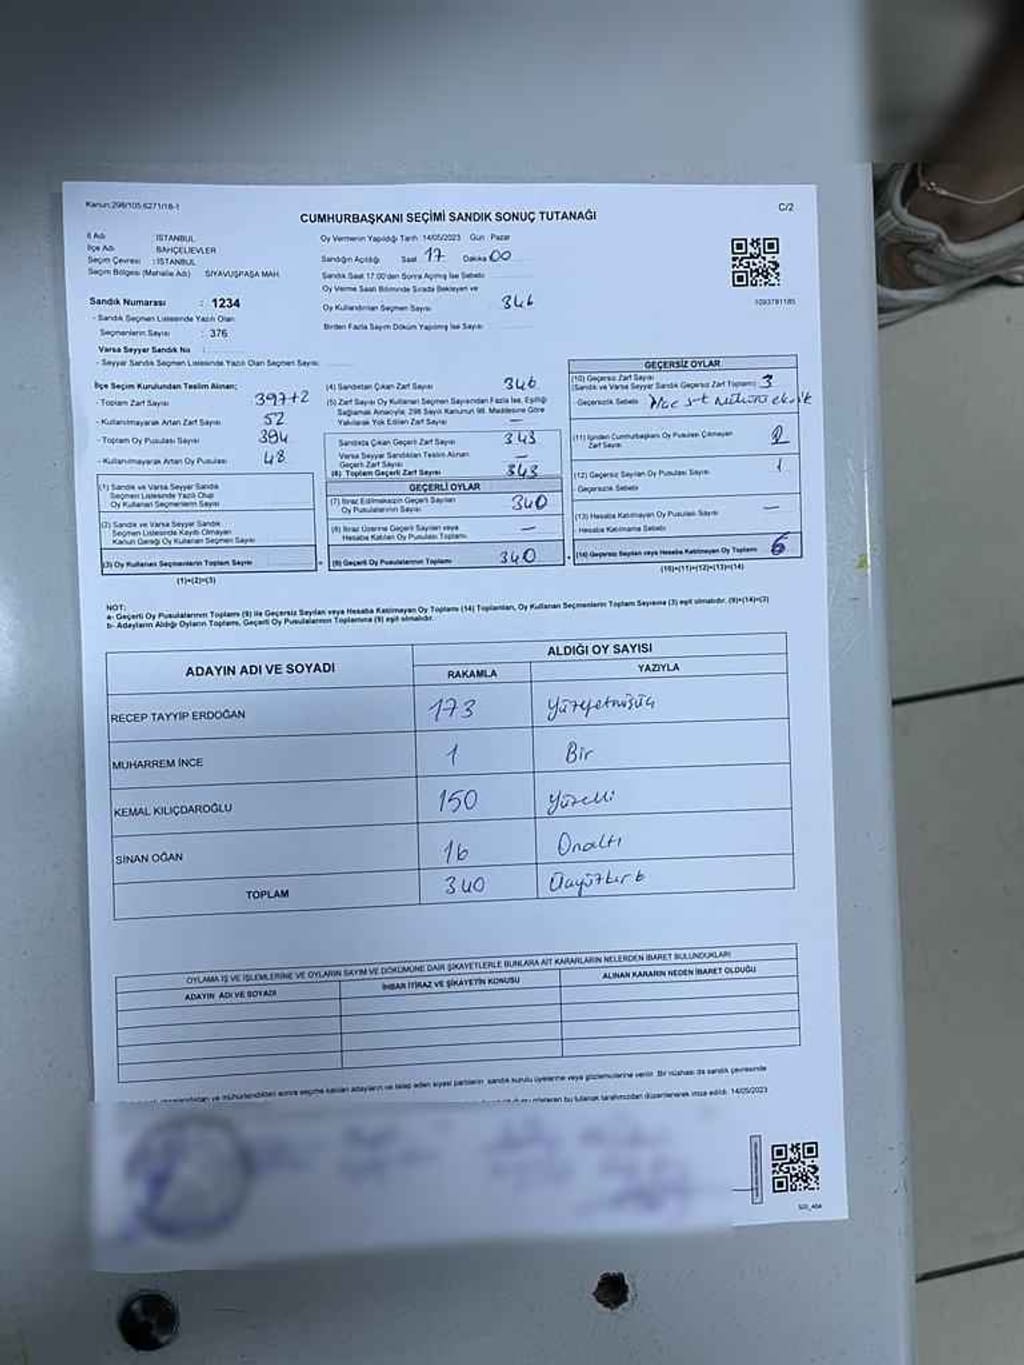 Kanun:298/105 6271/18-1
C/2
CUMHURBAŞKANI SEÇİMİ SANDIK SONUÇ TUTANAĞI
İl Adı : İSTANBUL
İlçe Adı : BAHÇELİEVLER
Seçim Çevresi : İSTANBUL
Seçim Bölgesi (Mahalle Adı) SİYAVUŞPAŞA MAH.
Sandık Numarası : 1234
- Sandık Seçmen Listesinde Yazılı Olan
Seçmenlerin Sayısı : 376
Varsa Seyyar Sandık No :
- Seyyar Sandık Seçmen Listesinde Yazılı Olan Seçmen Sayısı
Oy Vermenin Yapıldığı Tarih :14/05/2023 Gün : Pazar
Sandığın Açıldığı Saat 17 Dakika 00
Sandık Saat 17:00'den Sonra Açılmış İse Sebebi
Oy Verme Saati Bitiminde Sırada Bekleyen ve
Oy Kullandırılan Seçmen Sayısı 346
Birden Fazla Sayım Döküm Yapılmış İse Sayısı
1093781185
İlçe Seçim Kurulundan Teslim Alınan;
- Toplam Zarf Sayısı 397+2
- Kullanılmayarak Artan Zarf Sayısı 52
- Toplam Oy Pusulası Sayısı 394
- Kullanılmayarak Artan Oy Pusulası 48
(1) Sandık ve Varsa Seyyar Sandık
Seçmen Listesinde Yazılı Olup
Oy Kullanan Seçmenlerin Sayısı
(2) Sandık ve Varsa Seyyar Sandık
Seçmen Listesinde Kayıtlı Olmayan
Kanun Gereği Oy Kullanan Seçmen Sayısı
(3) Oy Kullanan Seçmenlerin Toplam Sayısı
(1)+(2)=(3)
(4) Sandıktan Çıkan Zarf Sayısı 346
(5) Zarf Sayısı Oy Kullanan Seçmen Sayısından Fazla İse, Eşitliği
Sağlamak Amacıyla; 298 Sayılı Kanunun 98. Maddesine Göre
Yakılarak Yok Edilen Zarf Sayısı —
Sandıkta Çıkan Geçerli Zarf Sayısı 343
Varsa Seyyar Sandıktan Teslim Alınan
Geçerli Zarf Sayısı —
(6) Toplam Geçerli Zarf Sayısı 343
GEÇERLİ OYLAR
(7) İtiraz Edilmeksizin Geçerli Sayılan
Oy Pusulalarının Sayısı 340
(8) İtiraz Üzerine Geçerli Sayılan veya
Hesaba Katılan Oy Pusulası Toplamı —
(9) Geçerli Oy Pusulalarının Toplamı 340
GEÇERSİZ OYLAR
(10) Geçersiz Zarf Sayısı
(Sandık ve Varsa Seyyar Sandık Geçersiz Zarf Toplamı) 3
-Geçersizlik Sebebi
(11) İçinden Cumhurbaşkanı Oy Pusulası Çıkmayan
Zarf Sayısı 2
(12) Geçersiz Sayılan Oy Pusulası Sayısı 1
-Geçersizlik Sebebi
(13) Hesaba Katılmayan Oy Pusulası Sayısı —
- Hesaba Katılmama Sebebi
(14) Geçersiz Sayılan veya Hesaba Katılmayan Oy Toplamı 6
(10)+(11)+(12)+(13)=(14)
NOT:
a- Geçerli Oy Pusulalarının Toplamı (9) ile Geçersiz Sayılan veya Hesaba Katılmayan Oy Toplamı (14) Toplamları, Oy Kullanan Seçmenlerin Toplam Sayısına (3) eşit olmalıdır. (9)+(14)=(3)
b- Adayların Aldığı Oyların Toplamı, Geçerli Oy Pusulalarının Toplamına (9) eşit olmalıdır.
ADAYIN ADI VE SOYADI
ALDIĞI OY SAYISI
RAKAMLA YAZIYLA
RECEP TAYYİP ERDOĞAN 173 Yüzyetmişüç
MUHARREM İNCE 1 Bir
KEMAL KILIÇDAROĞLU 150 Yüzelli
SİNAN OĞAN 16 Onaltı
TOPLAM 340 Üçyüzkırk
OYLAMA İŞ VE İŞLEMLERİNE VE OYLARIN SAYIM VE DÖKÜMÜNE DAİR ŞİKAYETLERLE BUNLARA AİT KARARLARIN NELERDEN İBARET BULUNDUKLARI
ADAYIN ADI VE SOYADI İHBAR İTİRAZ VE ŞİKAYETİN KONUSU ALINAN KARARIN NEDEN İBARET OLDUĞU
ve mühürlendikten sonra seçime katılan adayların ve talep eden siyasi partilerin sandık kurulu üyelerine veya gözlemcilerine verilir. Bir nüshası da sandık çevresinde
bu tutanak tarafımızdan düzenlenerek imza edildi. 14/05/2023